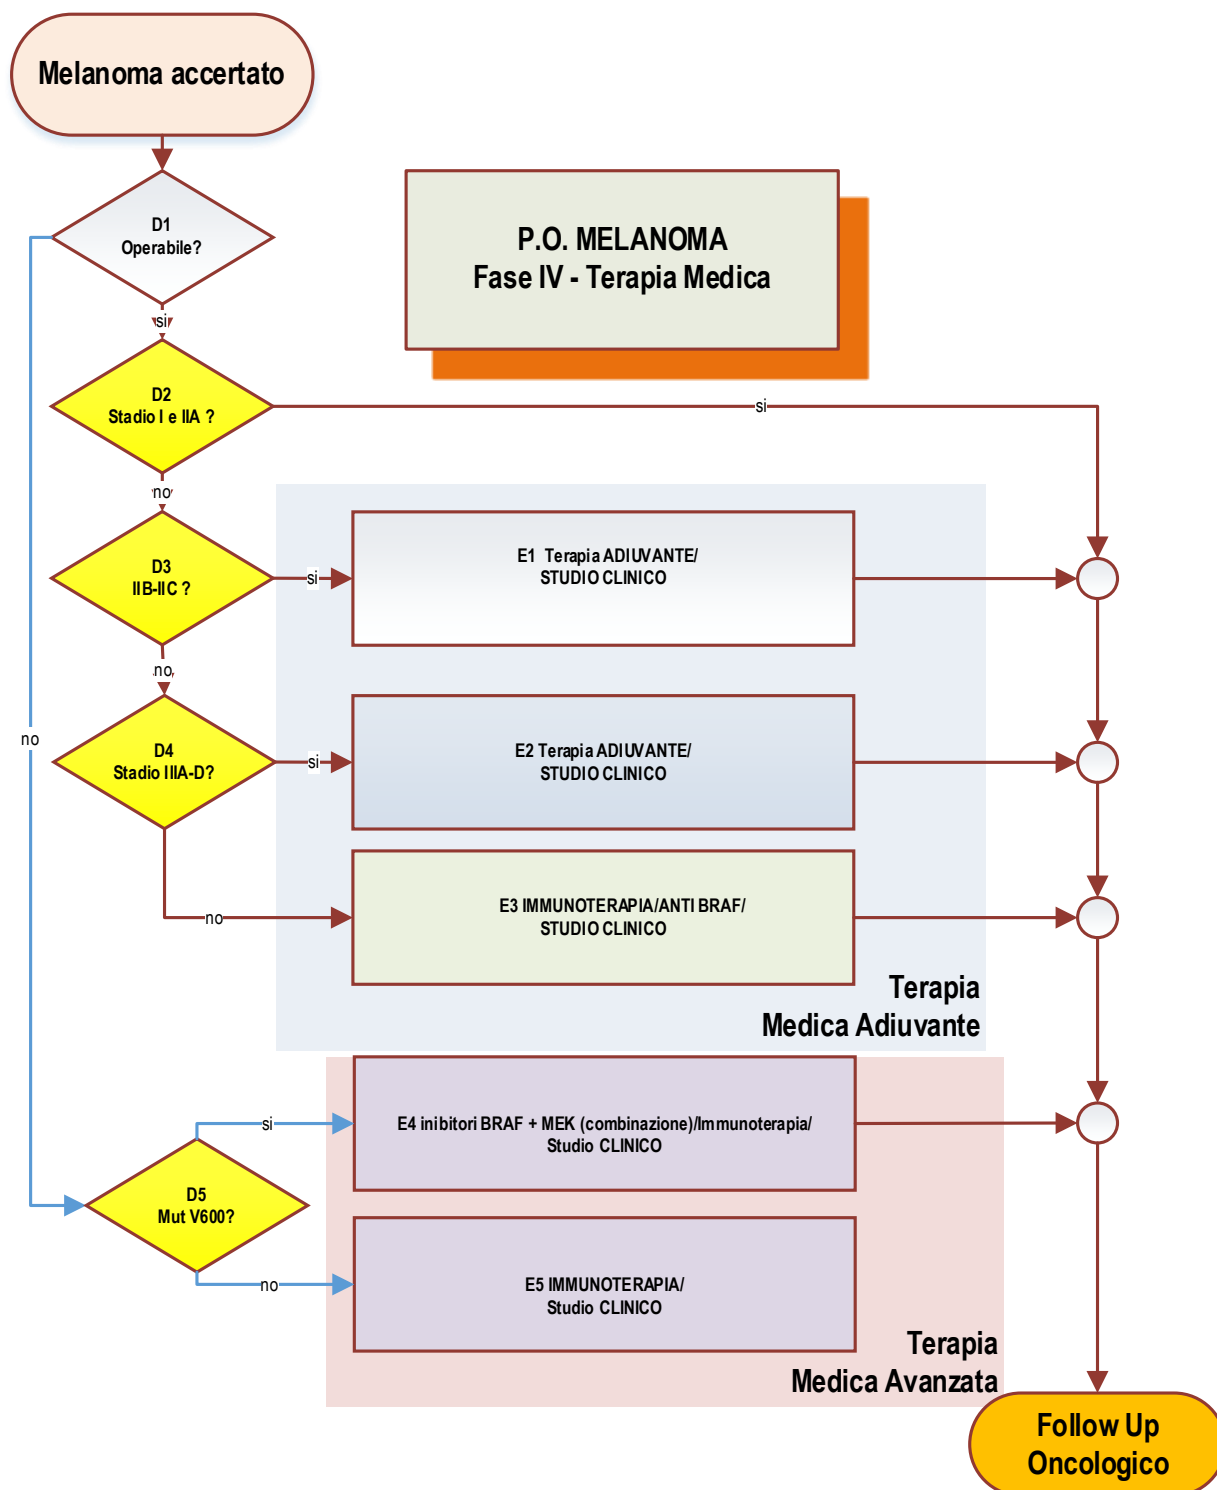 Melanoma accertato
D1
Operabile?
P.O. MELANOMA
Fase IV - Terapia Medica
si
D2
Stadio I e IIA ?
si
no
D3
IIB-IIC ?
si
E1 Terapia ADIUVANTE/
STUDIO CLINICO
no
D4
Stadio IIIA-D?
si
E2 Terapia ADIUVANTE/
STUDIO CLINICO
no
no
E3 IMMUNOTERAPIA/ANTI BRAF/
STUDIO CLINICO
Terapia
Medica Adiuvante
si
E4 inibitori BRAF + MEK (combinazione)/Immunoterapia/
Studio CLINICO
D5
Mut V600?
no
E5 IMMUNOTERAPIA/
Studio CLINICO
Terapia
Medica Avanzata
Follow Up
Oncologico